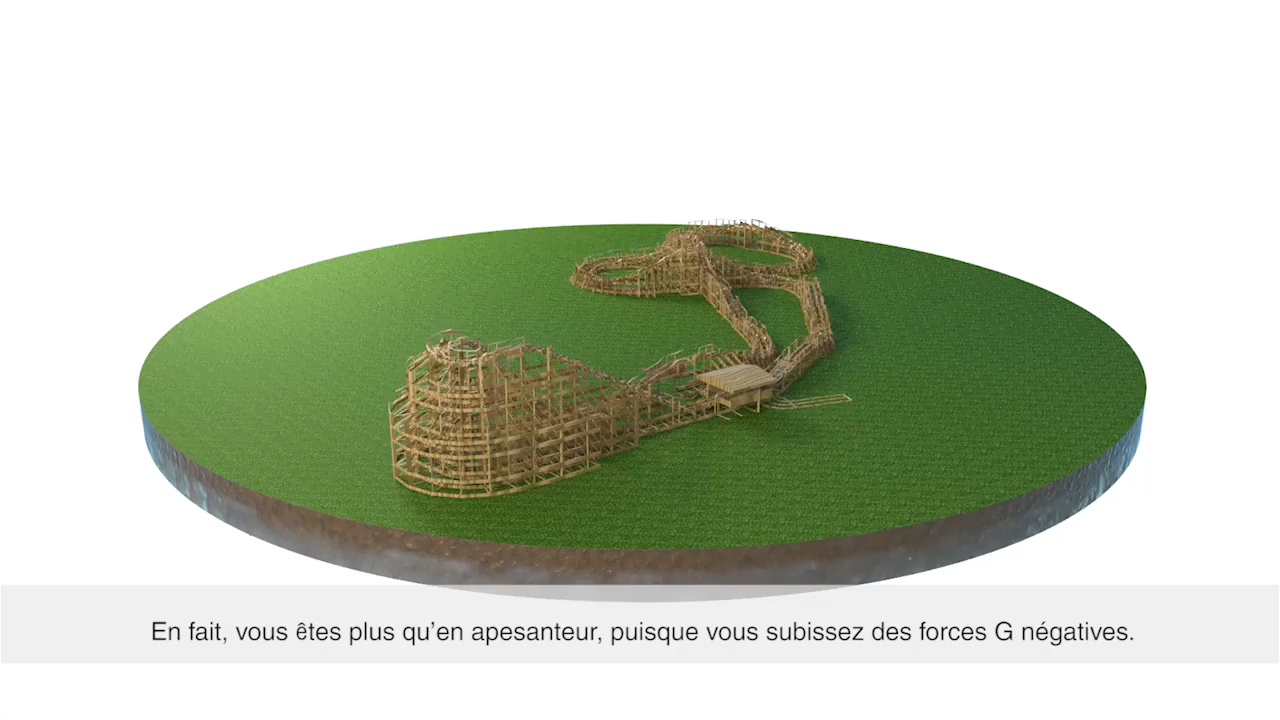 En fait, vous êtes plus qu’en apesanteur, puisque vous subissez des forces G négatives.